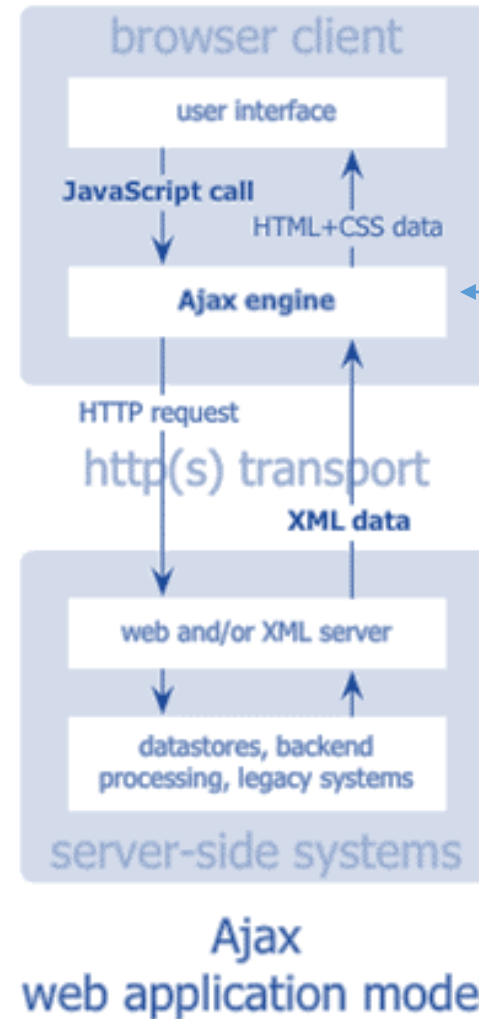 browser client
user interface
JavaScript call
HTML+CSS data
Ajax engine
HTTP request
http(s) transport
XML data
web and/or XML server
datastores, backend
processing, legacy systems
server-side systems
Ajax
web application mode